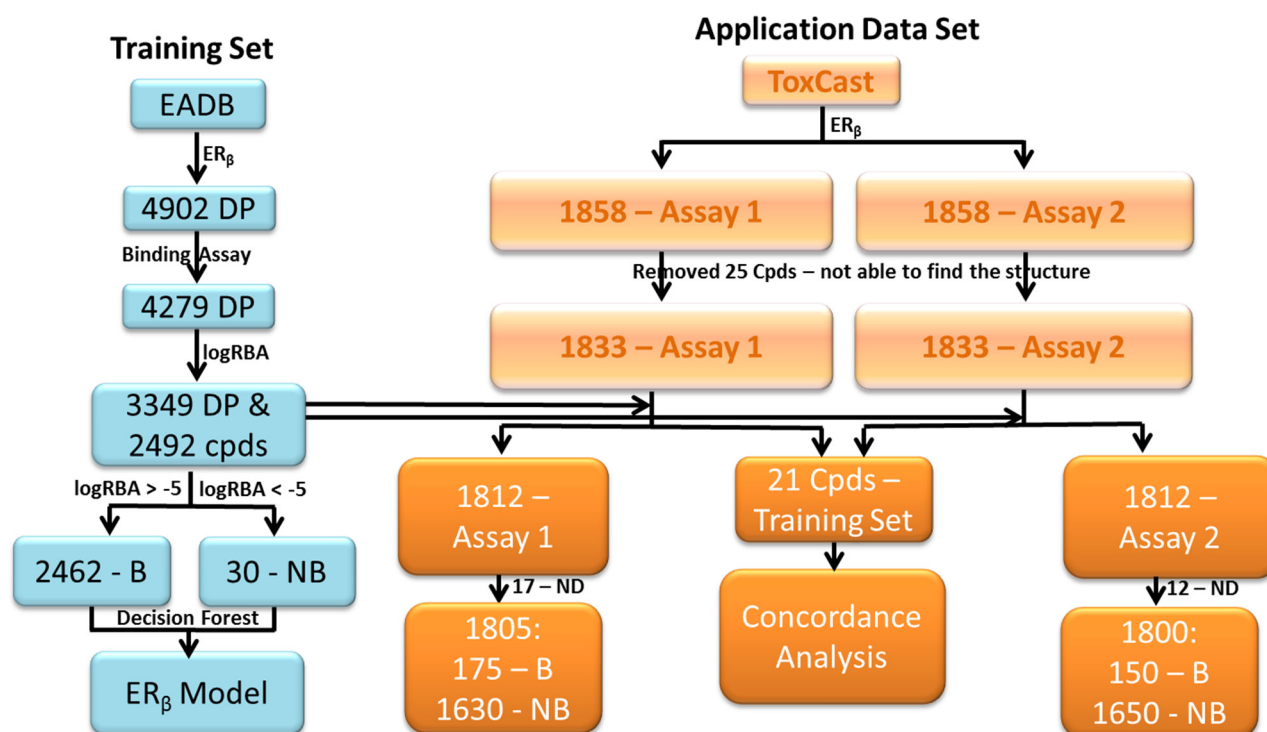 Training Set
EADB
ERβ
4902 DP
Binding Assay
4279 DP
logRBA
3349 DP &
2492 cpds
logRBA > -5
logRBA < -5
2462 - B
30 - NB
Decision Forest
ERβ Model
Application Data Set
ToxCast
ERβ
1858 – Assay 1
1858 – Assay 2
Removed 25 Cpds – not able to find the structure
1833 – Assay 1
1833 – Assay 2
1812 –
Assay 1
17 – ND
1805:
175 – B
1630 - NB
21 Cpds –
Training Set
Concordance
Analysis
1812 –
Assay 2
12 – ND
1800:
150 – B
1650 - NB